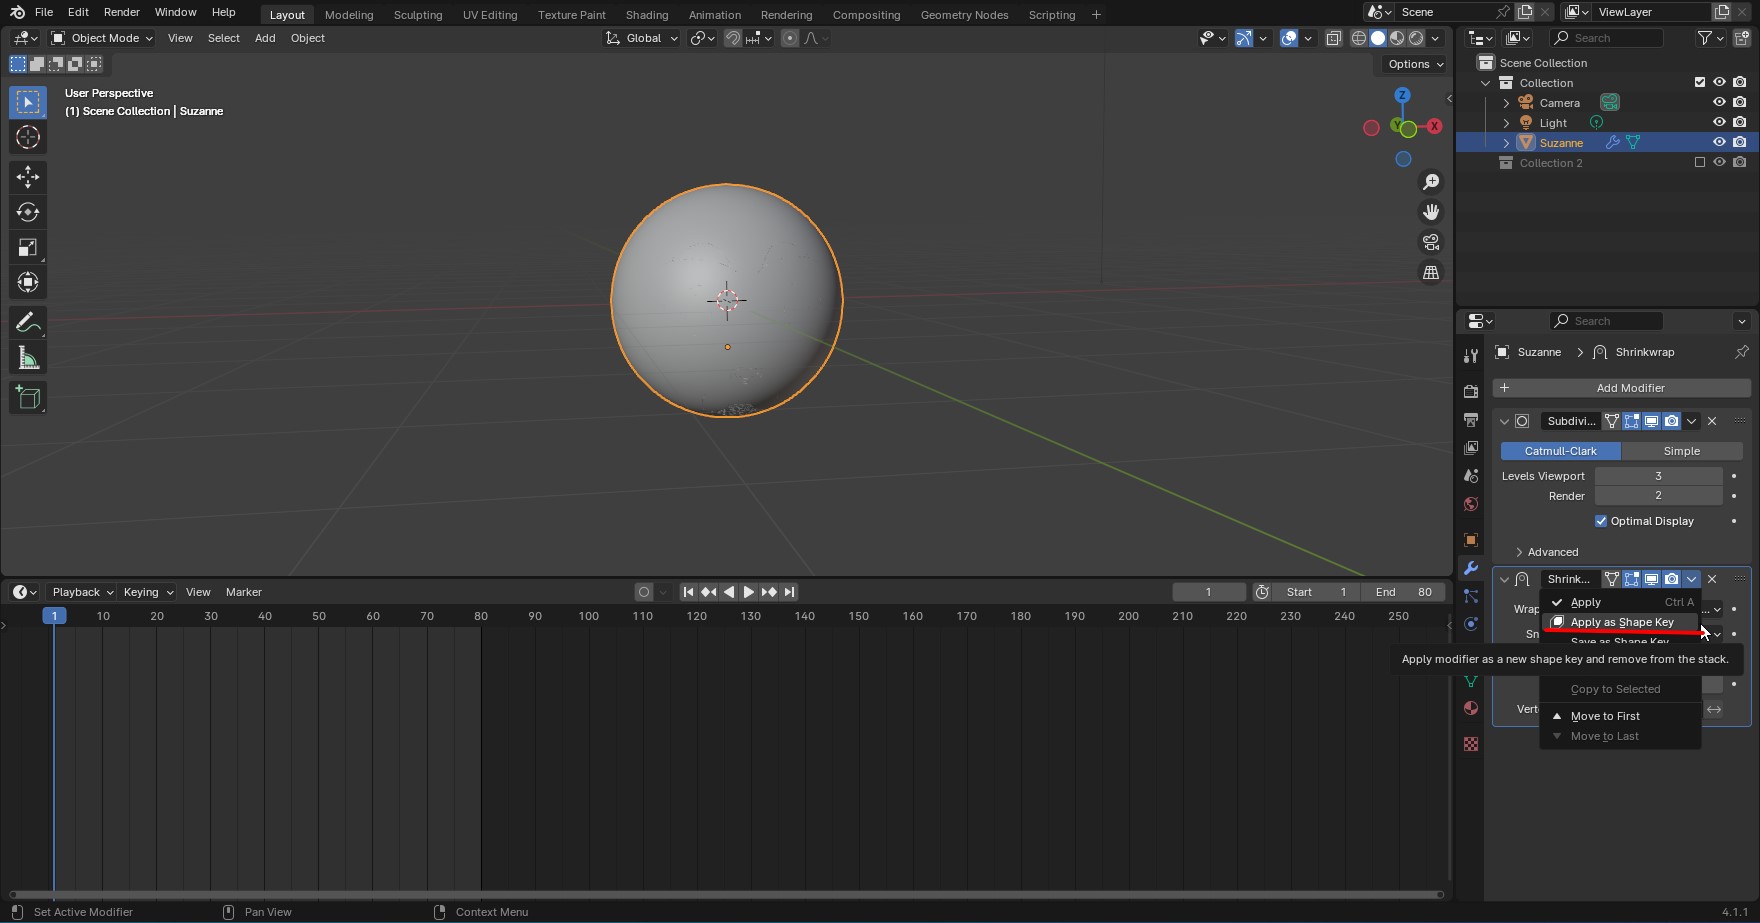 File Edit Render Window Help Layout Modeling Sculpting UV Editing Texture Paint Shading Animation Rendering Compositing Geometry Nodes Scripting + Scene ViewLayer
Object Mode View Select Add Object Global Search
Options
User Perspective
(1) Scene Collection | Suzanne
Z
Y
X
Scene Collection
Collection
Camera
Light
Suzanne
Collection 2
Search
Suzanne > Shrinkwrap
+ Add Modifier
Subdivi...
Catmull-Clark Simple
Levels Viewport 3
Render 2
Optimal Display
Advanced
Shrink...
Wrap ...
Sn
Vert
Apply Ctrl A
Apply as Shape Key
Save as Shape Key
Apply modifier as a new shape key and remove from the stack.
Copy to Selected
Move to First
Move to Last
Playback Keying View Marker 1 Start 1 End 80
1 10 20 30 40 50 60 70 80 90 100 110 120 130 140 150 160 170 180 190 200 210 220 230 240 250
Set Active Modifier Pan View Context Menu 4.1.1